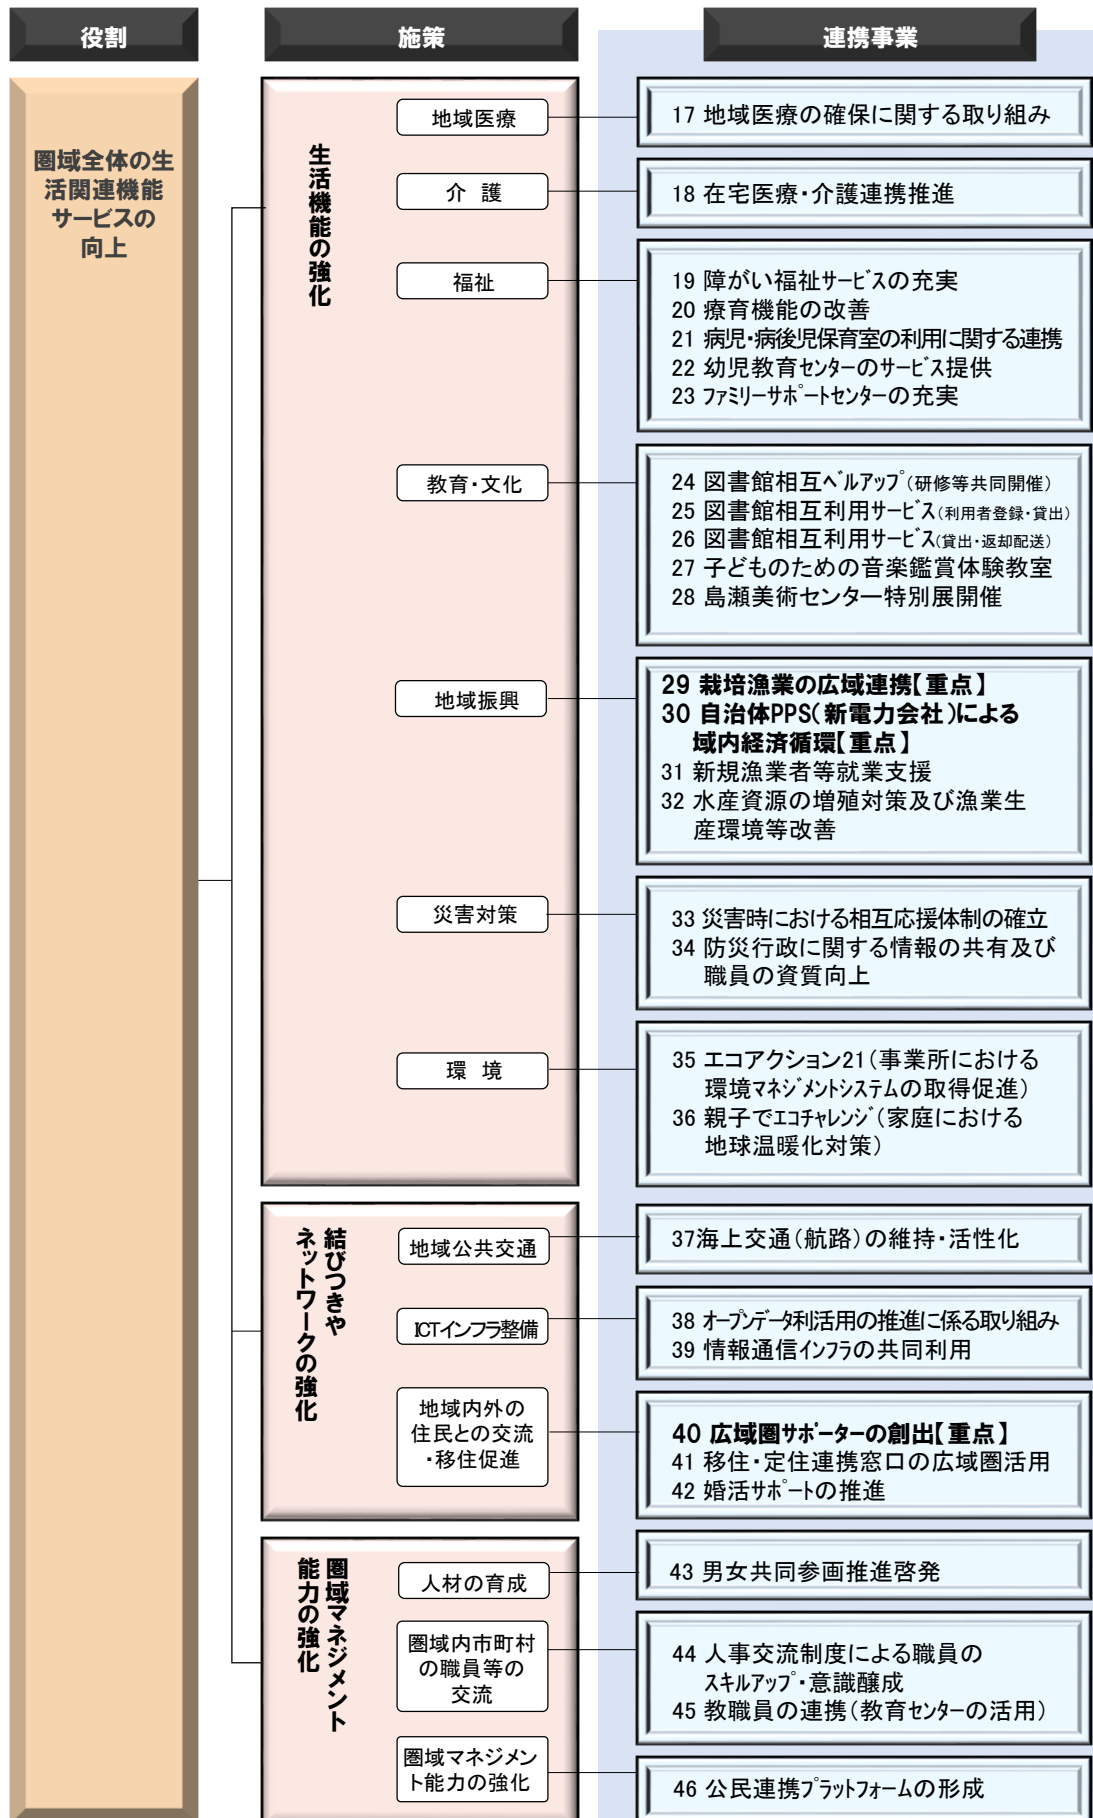 役割
施策
連携事業
圏域全体の生
活関連機能
サービスの
向上
生活機能の強化
地域医療
17 地域医療の確保に関する取り組み
介 護
18 在宅医療・介護連携推進
福祉
19 障がい福祉サービスの充実
20 療育機能の改善
21 病児・病後児保育室の利用に関する連携
22 幼児教育センターのサービス提供
23 ファミリーサポートセンターの充実
教育・文化
24 図書館相互ベルアップ(研修等共同開催)
25 図書館相互利用サービス(利用者登録・貸出)
26 図書館相互利用サービス(貸出・返却配送)
27 子どものための音楽鑑賞体験教室
28 島瀬美術センター特別展開催
地域振興
29 栽培漁業の広域連携【重点】
30 自治体PPS(新電力会社)による
域内経済循環【重点】
31 新規漁業者等就業支援
32 水産資源の増殖対策及び漁業生
産環境等改善
災害対策
33 災害時における相互応援体制の確立
34 防災行政に関する情報の共有及び
職員の資質向上
環 境
35 エコアクション21(事業所における
環境マネジメントシステムの取得促進)
36 親子でエコチャレンジ(家庭における
地球温暖化対策)
結びつきや
ネットワークの強化
地域公共交通
37海上交通(航路)の維持・活性化
ICTインフラ整備
38 オープンデータ利活用の推進に係る取り組み
39 情報通信インフラの共同利用
地域内外の
住民との交流
・移住促進
40 広域圏サポーターの創出【重点】
41 移住・定住連携窓口の広域圏活用
42 婚活サポートの推進
圏域マネジメント
能力の強化
人材の育成
43 男女共同参画推進啓発
圏域内市町村
の職員等の
交流
44 人事交流制度による職員の
スキルアップ・意識醸成
45 教職員の連携(教育センターの活用)
圏域マネジメン
ト能力の強化
46 公民連携プラットフォームの形成